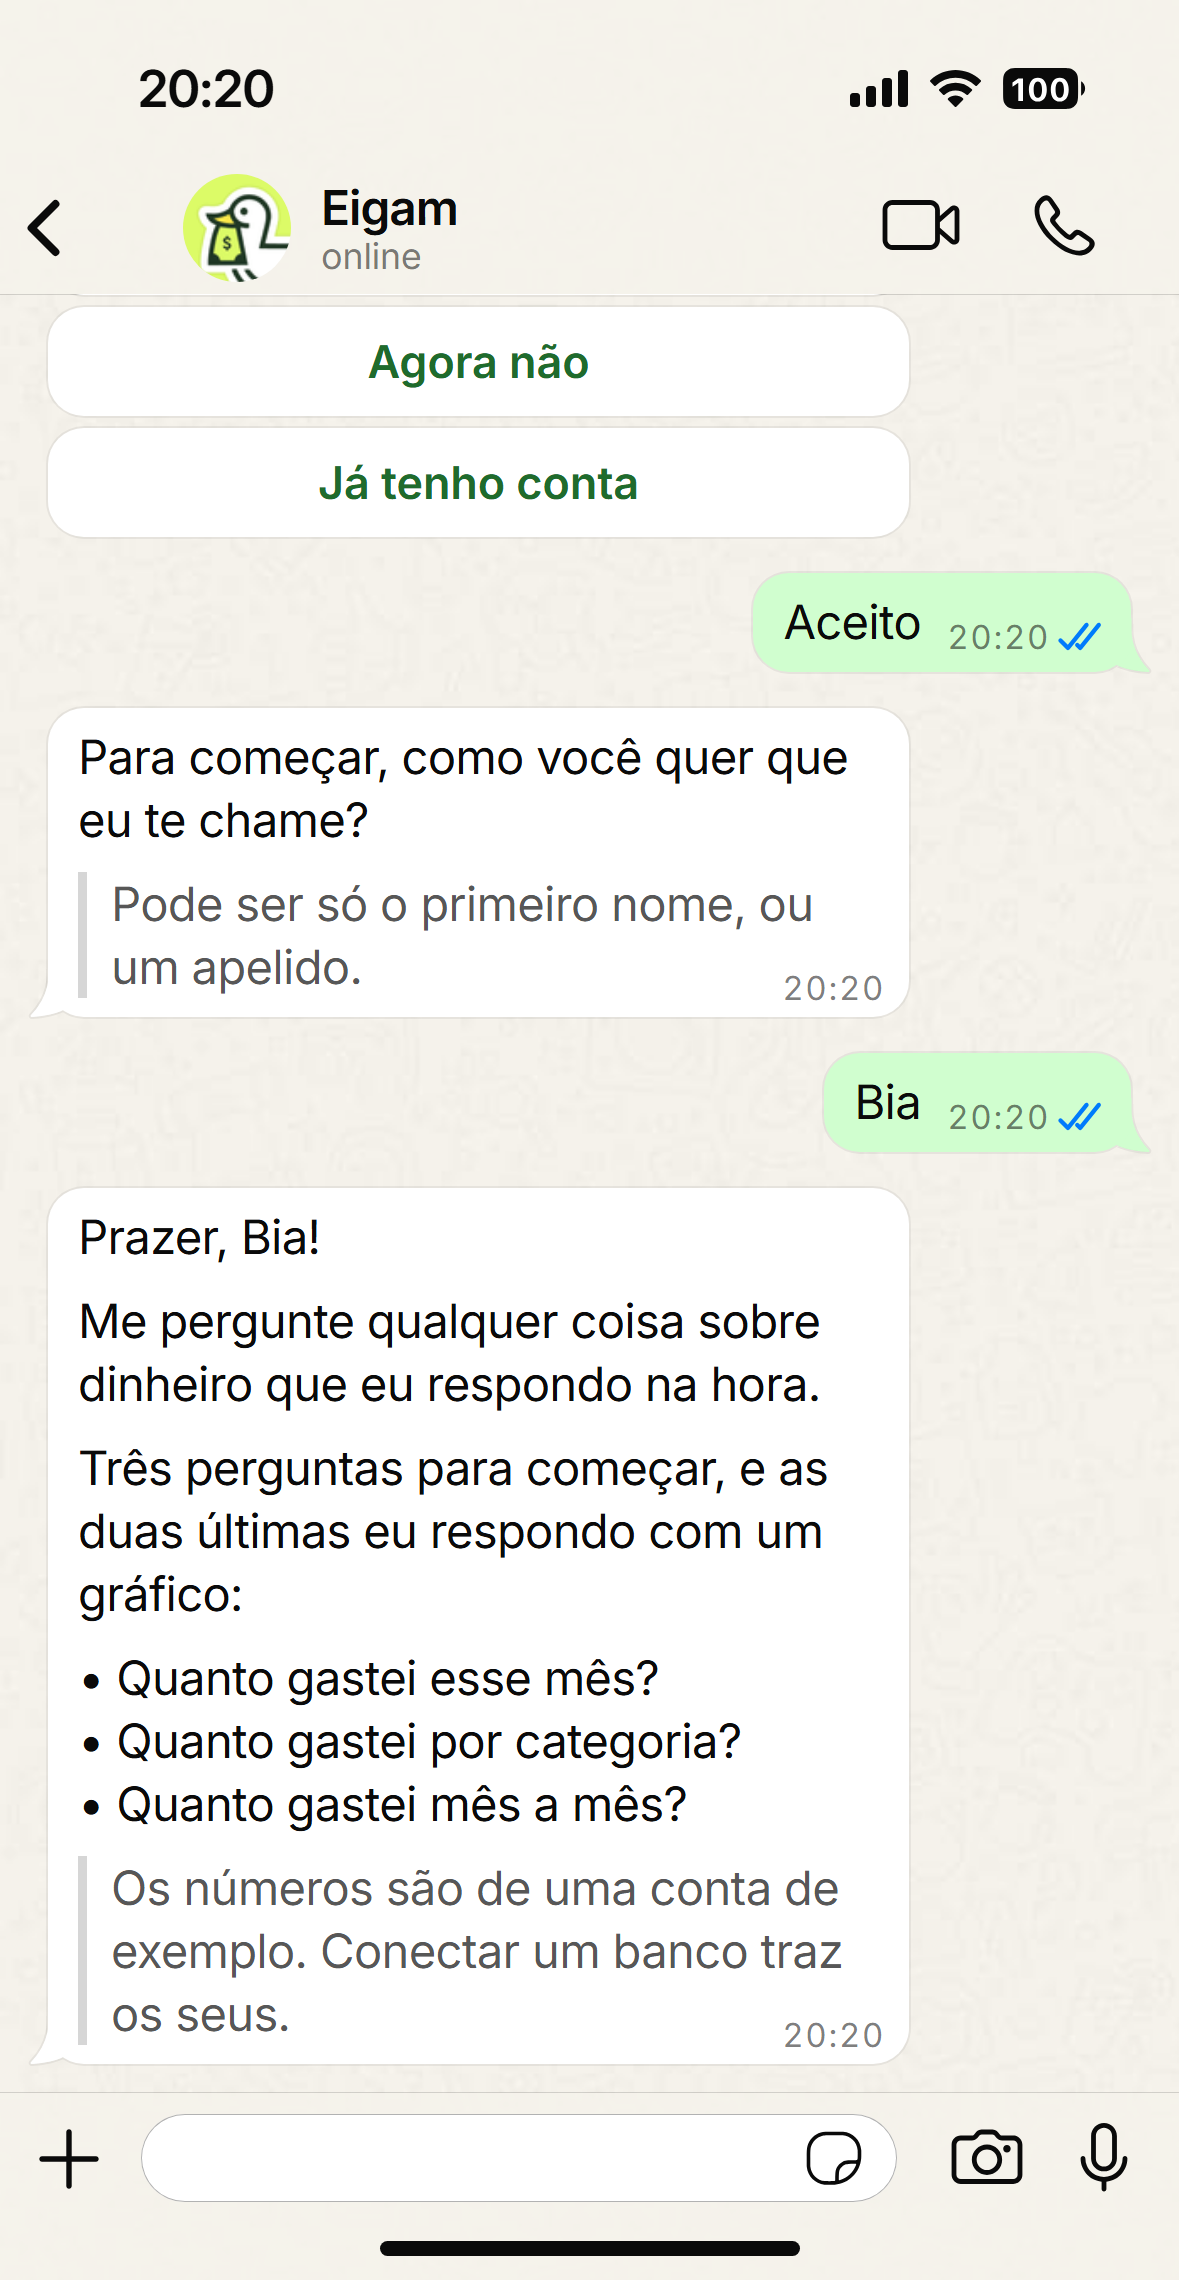 20:20
100
Eigam
online
$
Agora não
Já tenho conta
Aceito 20:20
Para começar, como você quer que
eu te chame?
Pode ser só o primeiro nome, ou
um apelido.
20:20
Bia 20:20
Prazer, Bia!
Me pergunte qualquer coisa sobre
dinheiro que eu respondo na hora.
Três perguntas para começar, e as
duas últimas eu respondo com um
gráfico:
• Quanto gastei esse mês?
• Quanto gastei por categoria?
• Quanto gastei mês a mês?
Os números são de uma conta de
exemplo. Conectar um banco traz
os seus.
20:20